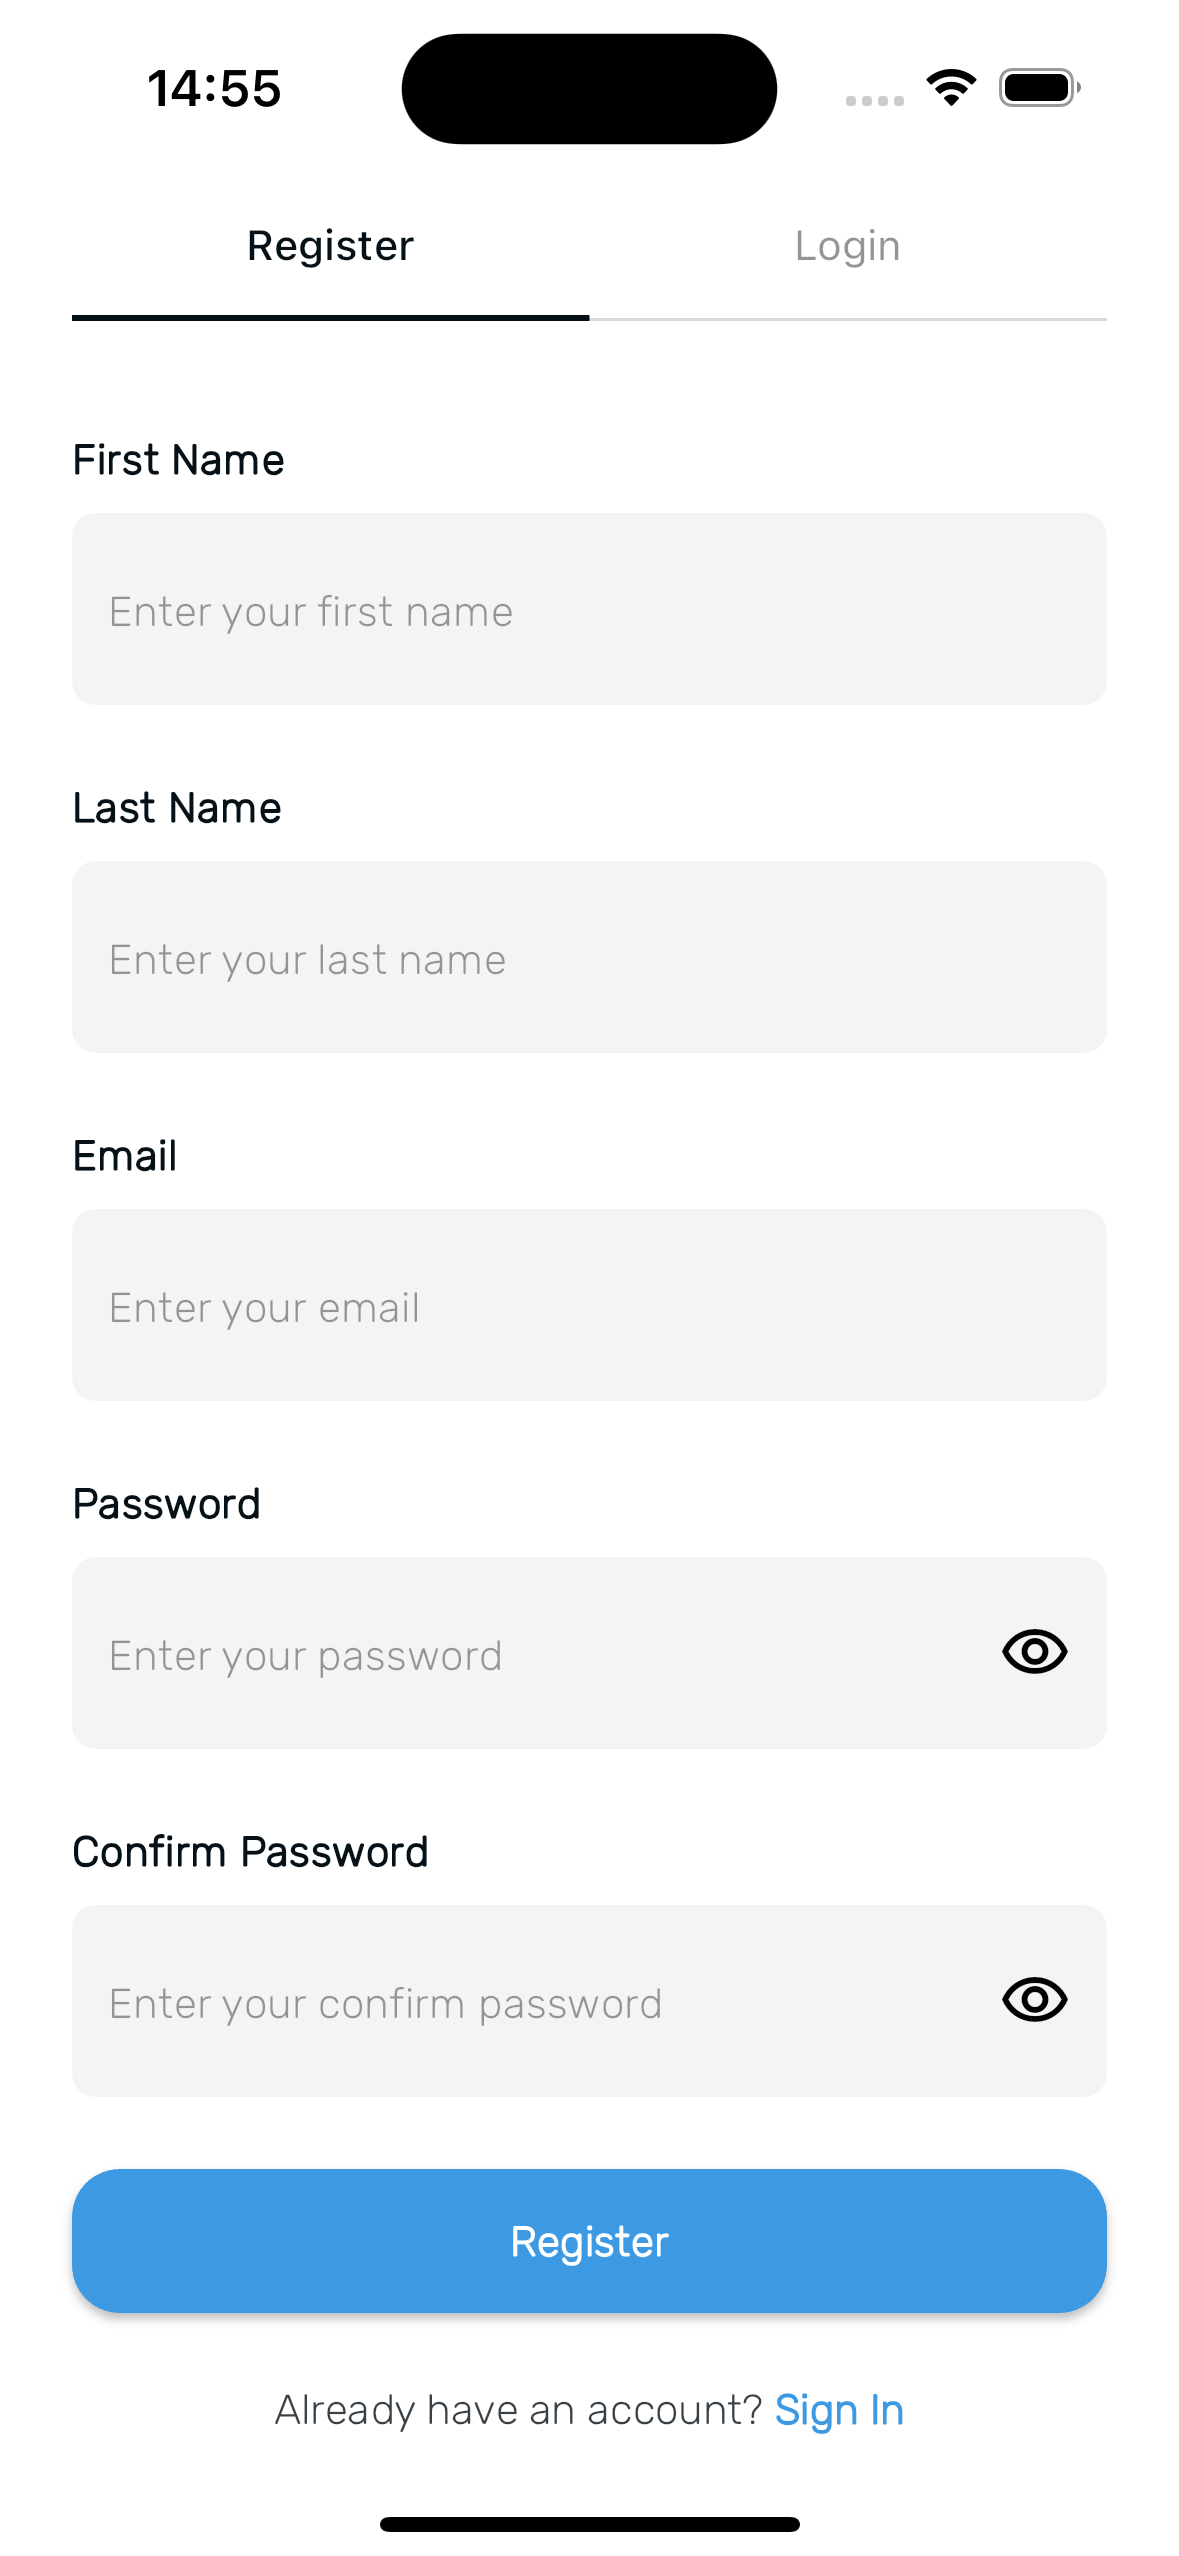 14:55
Register
Login
First Name
Enter your first name
Last Name
Enter your last name
Email
Enter your email
Password
Enter your password
Confirm Password
Enter your confirm password
Register
Already have an account? Sign In